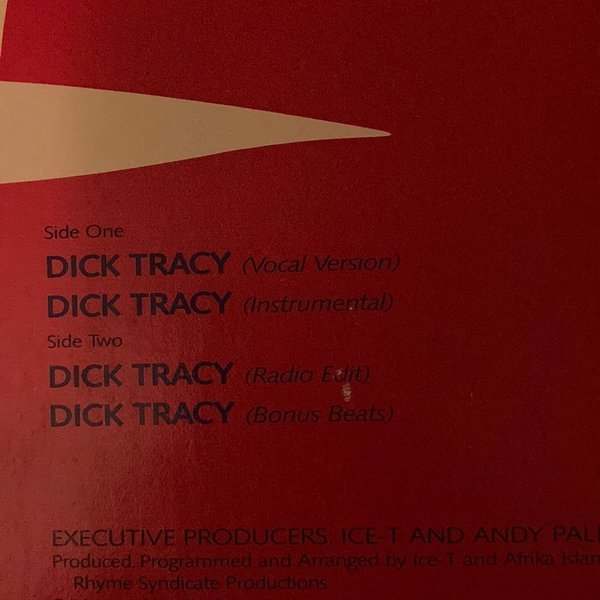 Side One
DICK TRACY (Vocal Version)
DICK TRACY (Instrumental)
Side Two
DICK TRACY (Radio Edit)
DICK TRACY (Bonus Beats)
EXECUTIVE PRODUCERS: ICE-T AND ANDY
Produced, Programmed and Arranged by Ice-T and Afrika
Rhyme Syndicate Productions